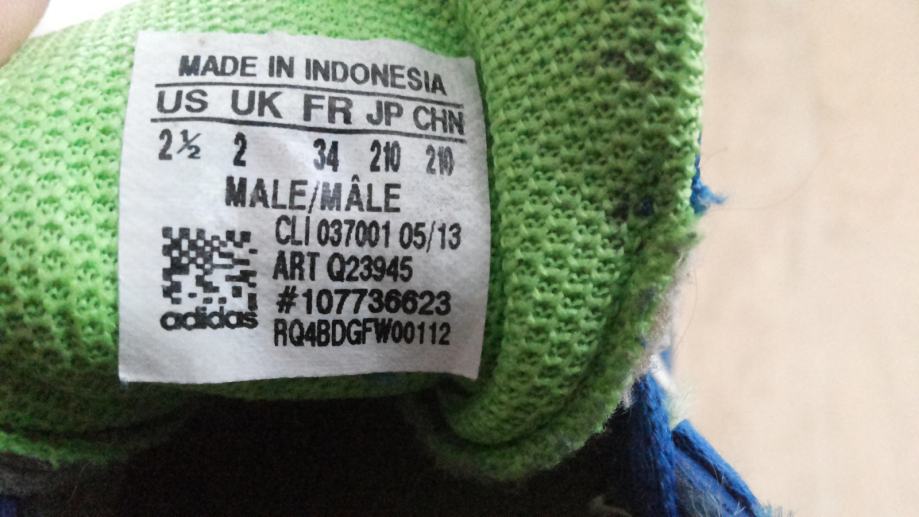 MADE IN INDONESIA
US UK FR JP CHN
2½ 2 34 210 210
MALE/MÂLE
CLI 037001 05/13
ART Q23945
#107736623
adidas
RQ4BDGFW00112